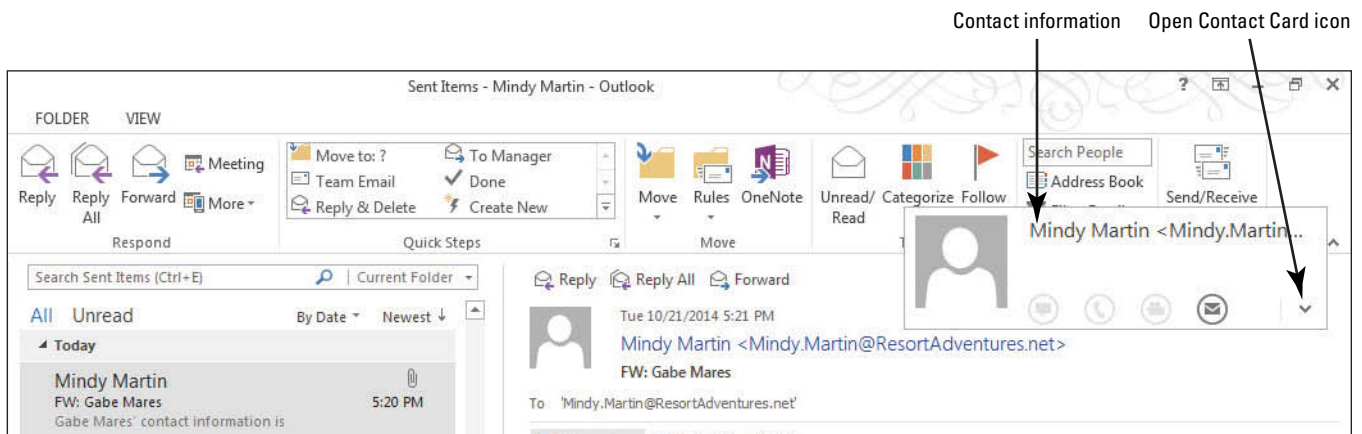 Contact information Open Contact Card icon
Sent Items - Mindy Martin - Outlook ?
FOLDER VIEW
Reply
Reply All
Forward
Meeting
More
Respond
Move to: ? To Manager
Team Email Done
Reply & Delete Create New
Quick Steps
Move Rules OneNote
Move
Unread/ Read
Categorize Follow
Search People
Address Book
Send/Receive
Mindy Martin <Mindy.Martin...
Search Sent Items (Ctrl+E) Current Folder
All Unread By Date Newest ↓
Today
Mindy Martin
FW: Gabe Mares 5:20 PM
Gabe Mares' contact information is
Reply Reply All Forward
Tue 10/21/2014 5:21 PM
Mindy Martin <Mindy.Martin@ResortAdventures.net>
FW: Gabe Mares
To 'Mindy.Martin@ResortAdventures.net'